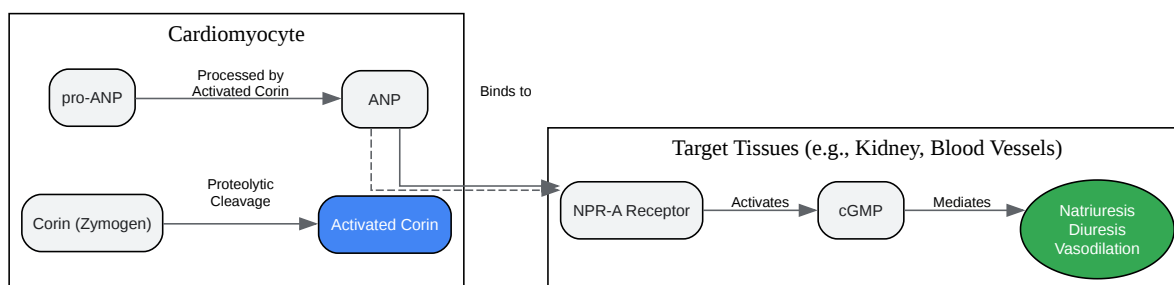 Cardiomyocyte
Processed by
Activated Corin
pro-ANP
ANP
Binds to
Proteolytic
Cleavage
Corin (Zymogen)
Activated Corin
Target Tissues (e.g., Kidney, Blood Vessels)
NPR-A Receptor
Activates
cGMP
Mediates
Natriuresis
Diuresis
Vasodilation